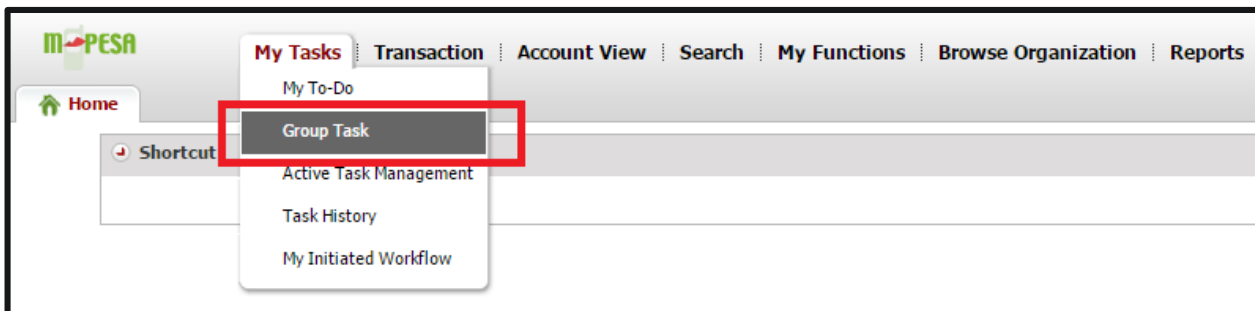 M-PESA
My Tasks Transaction Account View Search My Functions Browse Organization Reports
My To-Do
Home
Group Task
Shortcut
Active Task Management
Task History
My Initiated Workflow